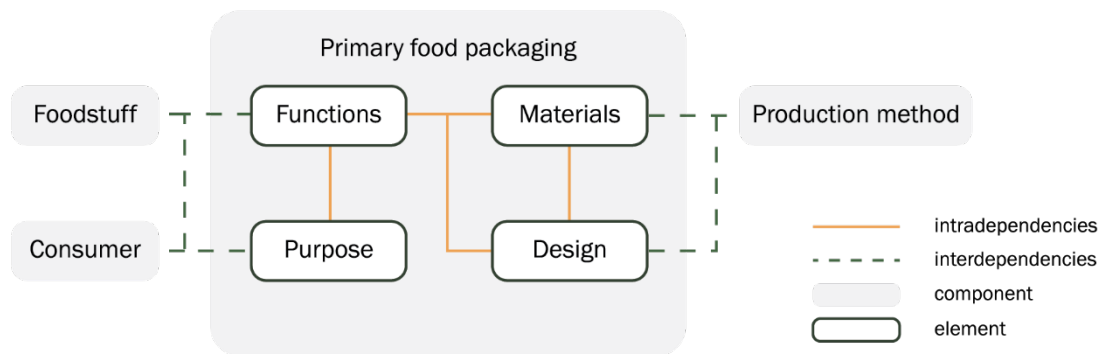 Primary food packaging
Foodstuff
Functions
Materials
Production method
Consumer
Purpose
Design
intradependencies
interdependencies
component
element